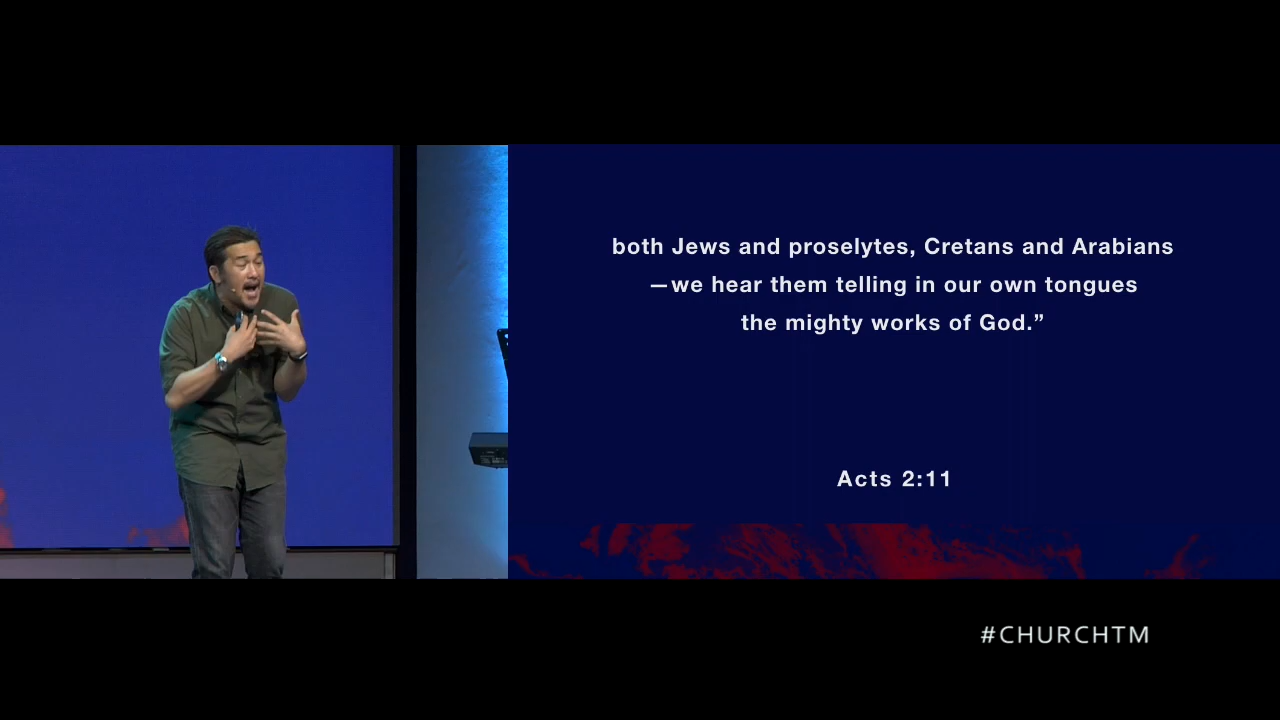 both Jews and proselytes, Cretans and Arabians
—we hear them telling in our own tongues
the mighty works of God.”
Acts 2:11
#CHURCHTM